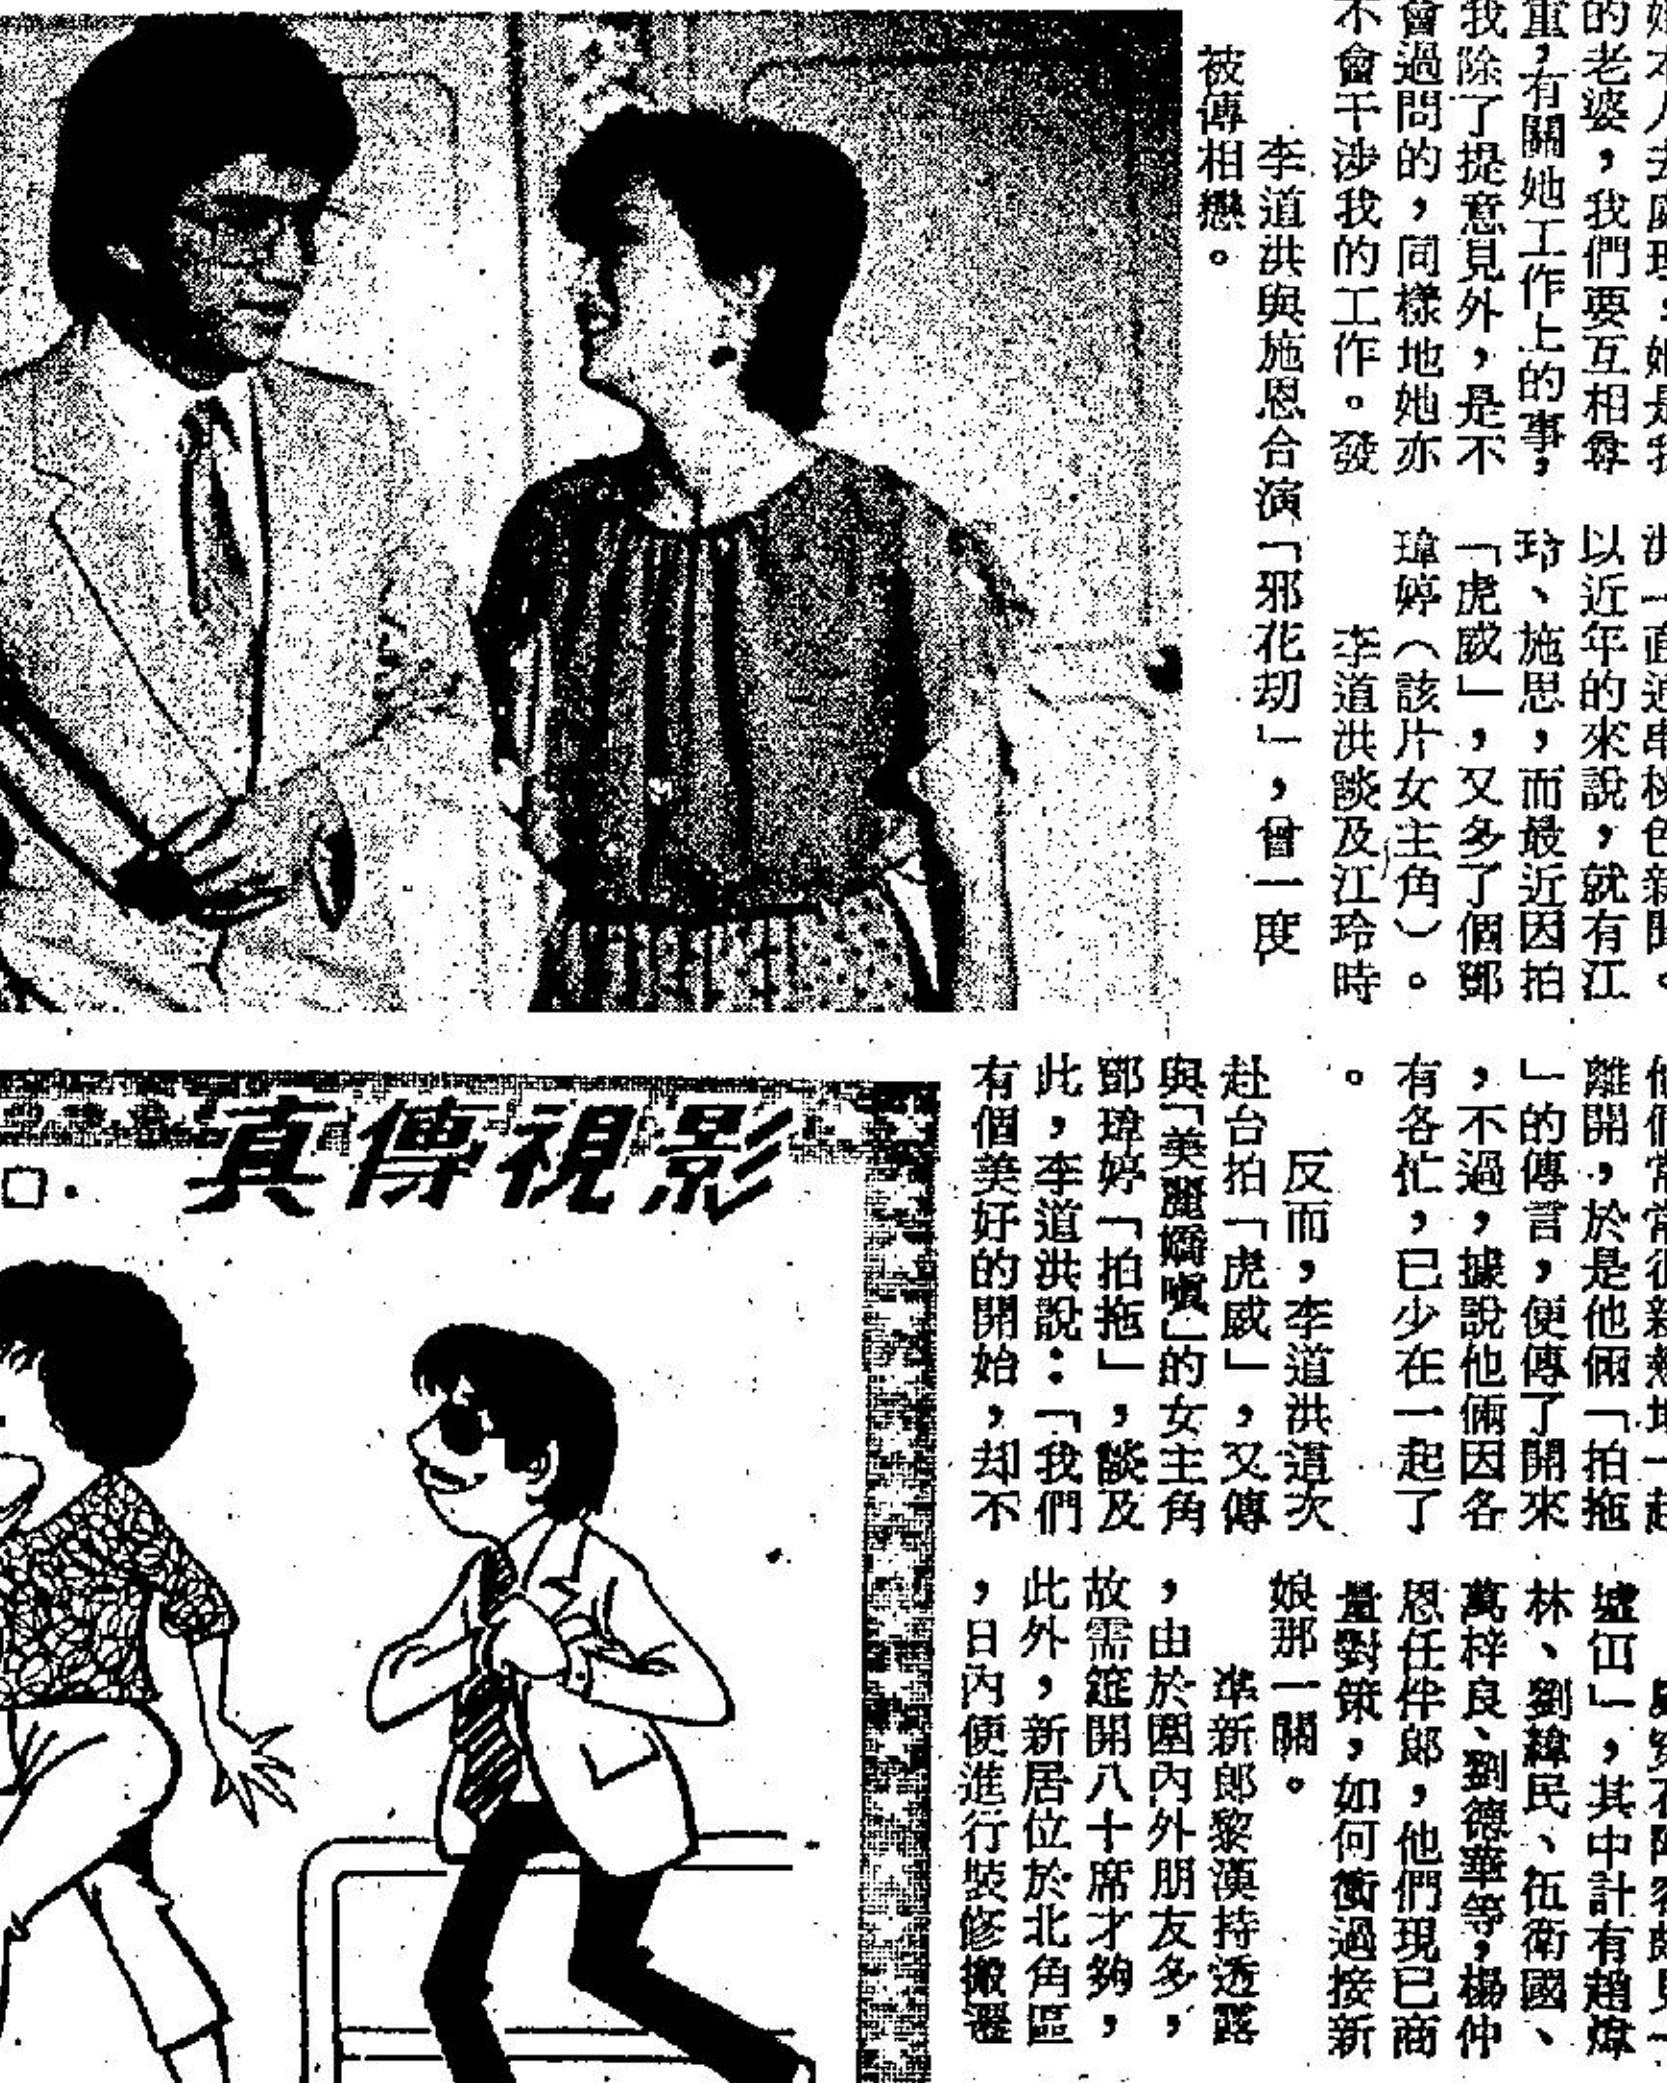 的老婆，我們要互相尊
重，有關她工作上的事，
我除了提意見外，是不
會過問的，同樣地她亦
不會干涉我的工作。發
李道洪與施恩合演「邪花刧」，曾一度
被傳相戀。
以近年的來說，就有江
玲、施思，而最近因拍
「虎威」，又多了個鄧
瑋婷（該片女主角）。
李道洪談及江玲時
離開，於是他倆「拍拖
」的傳言，便傳了開來
，不過，據說他倆因各
有各忙，已少在一起了
。
反而，李道洪這次
赴台拍「虎威」，又傳
與「美麗嬌嗔」的女主角
鄧瑋婷「拍拖」，談及
此，李道洪說：「我們
有個美好的開始，却不
墟冚」，其中計有趙煒
林、劉緯民、伍衛國、
萬梓良、劉德華等，楊仲
恩任伴郎，他們現已商
量對策，如何衝過接新
娘那一關。
準新郎黎漢持透露
，由於圈內外朋友多，
故需筵開八十席才夠，
此外，新居位於北角區
，日內便進行裝修搬遷
影視傳真